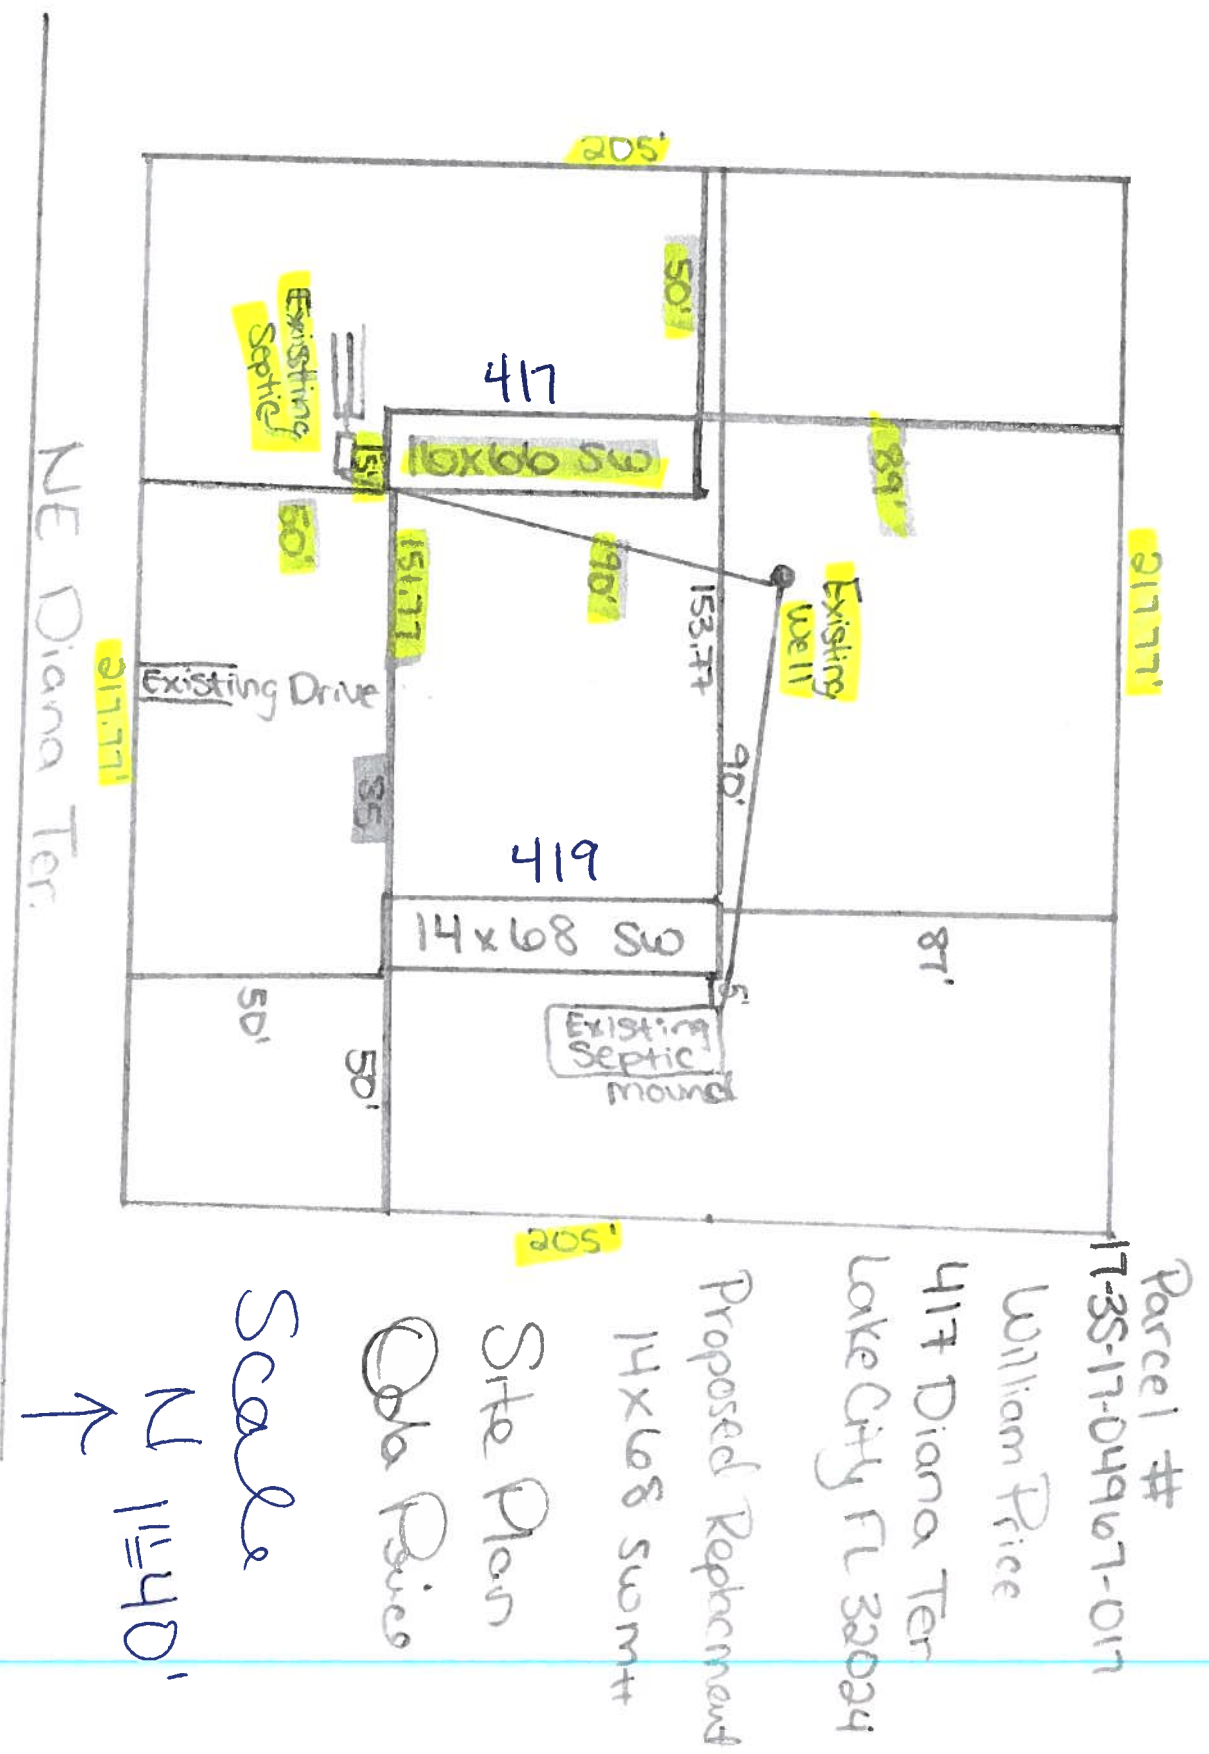 205'
50'
Existing
Septic
417
16x66 SW
15'
89'
50'
151.77
190'
153.77
Existing
well
217.77'
NE Diana Ter.
217.77'
Existing Drive
35
90'
419
14x68 SW
87'
5'
Existing
Septic
mound
50'
50'
205'
Parcel #
17-3S-17-04967-017
William Price
417 Diana Ter
Lake City FL 32024
Proposed Replacment
14x68 SWMH
Site Plan
Scale
N 1"=40'